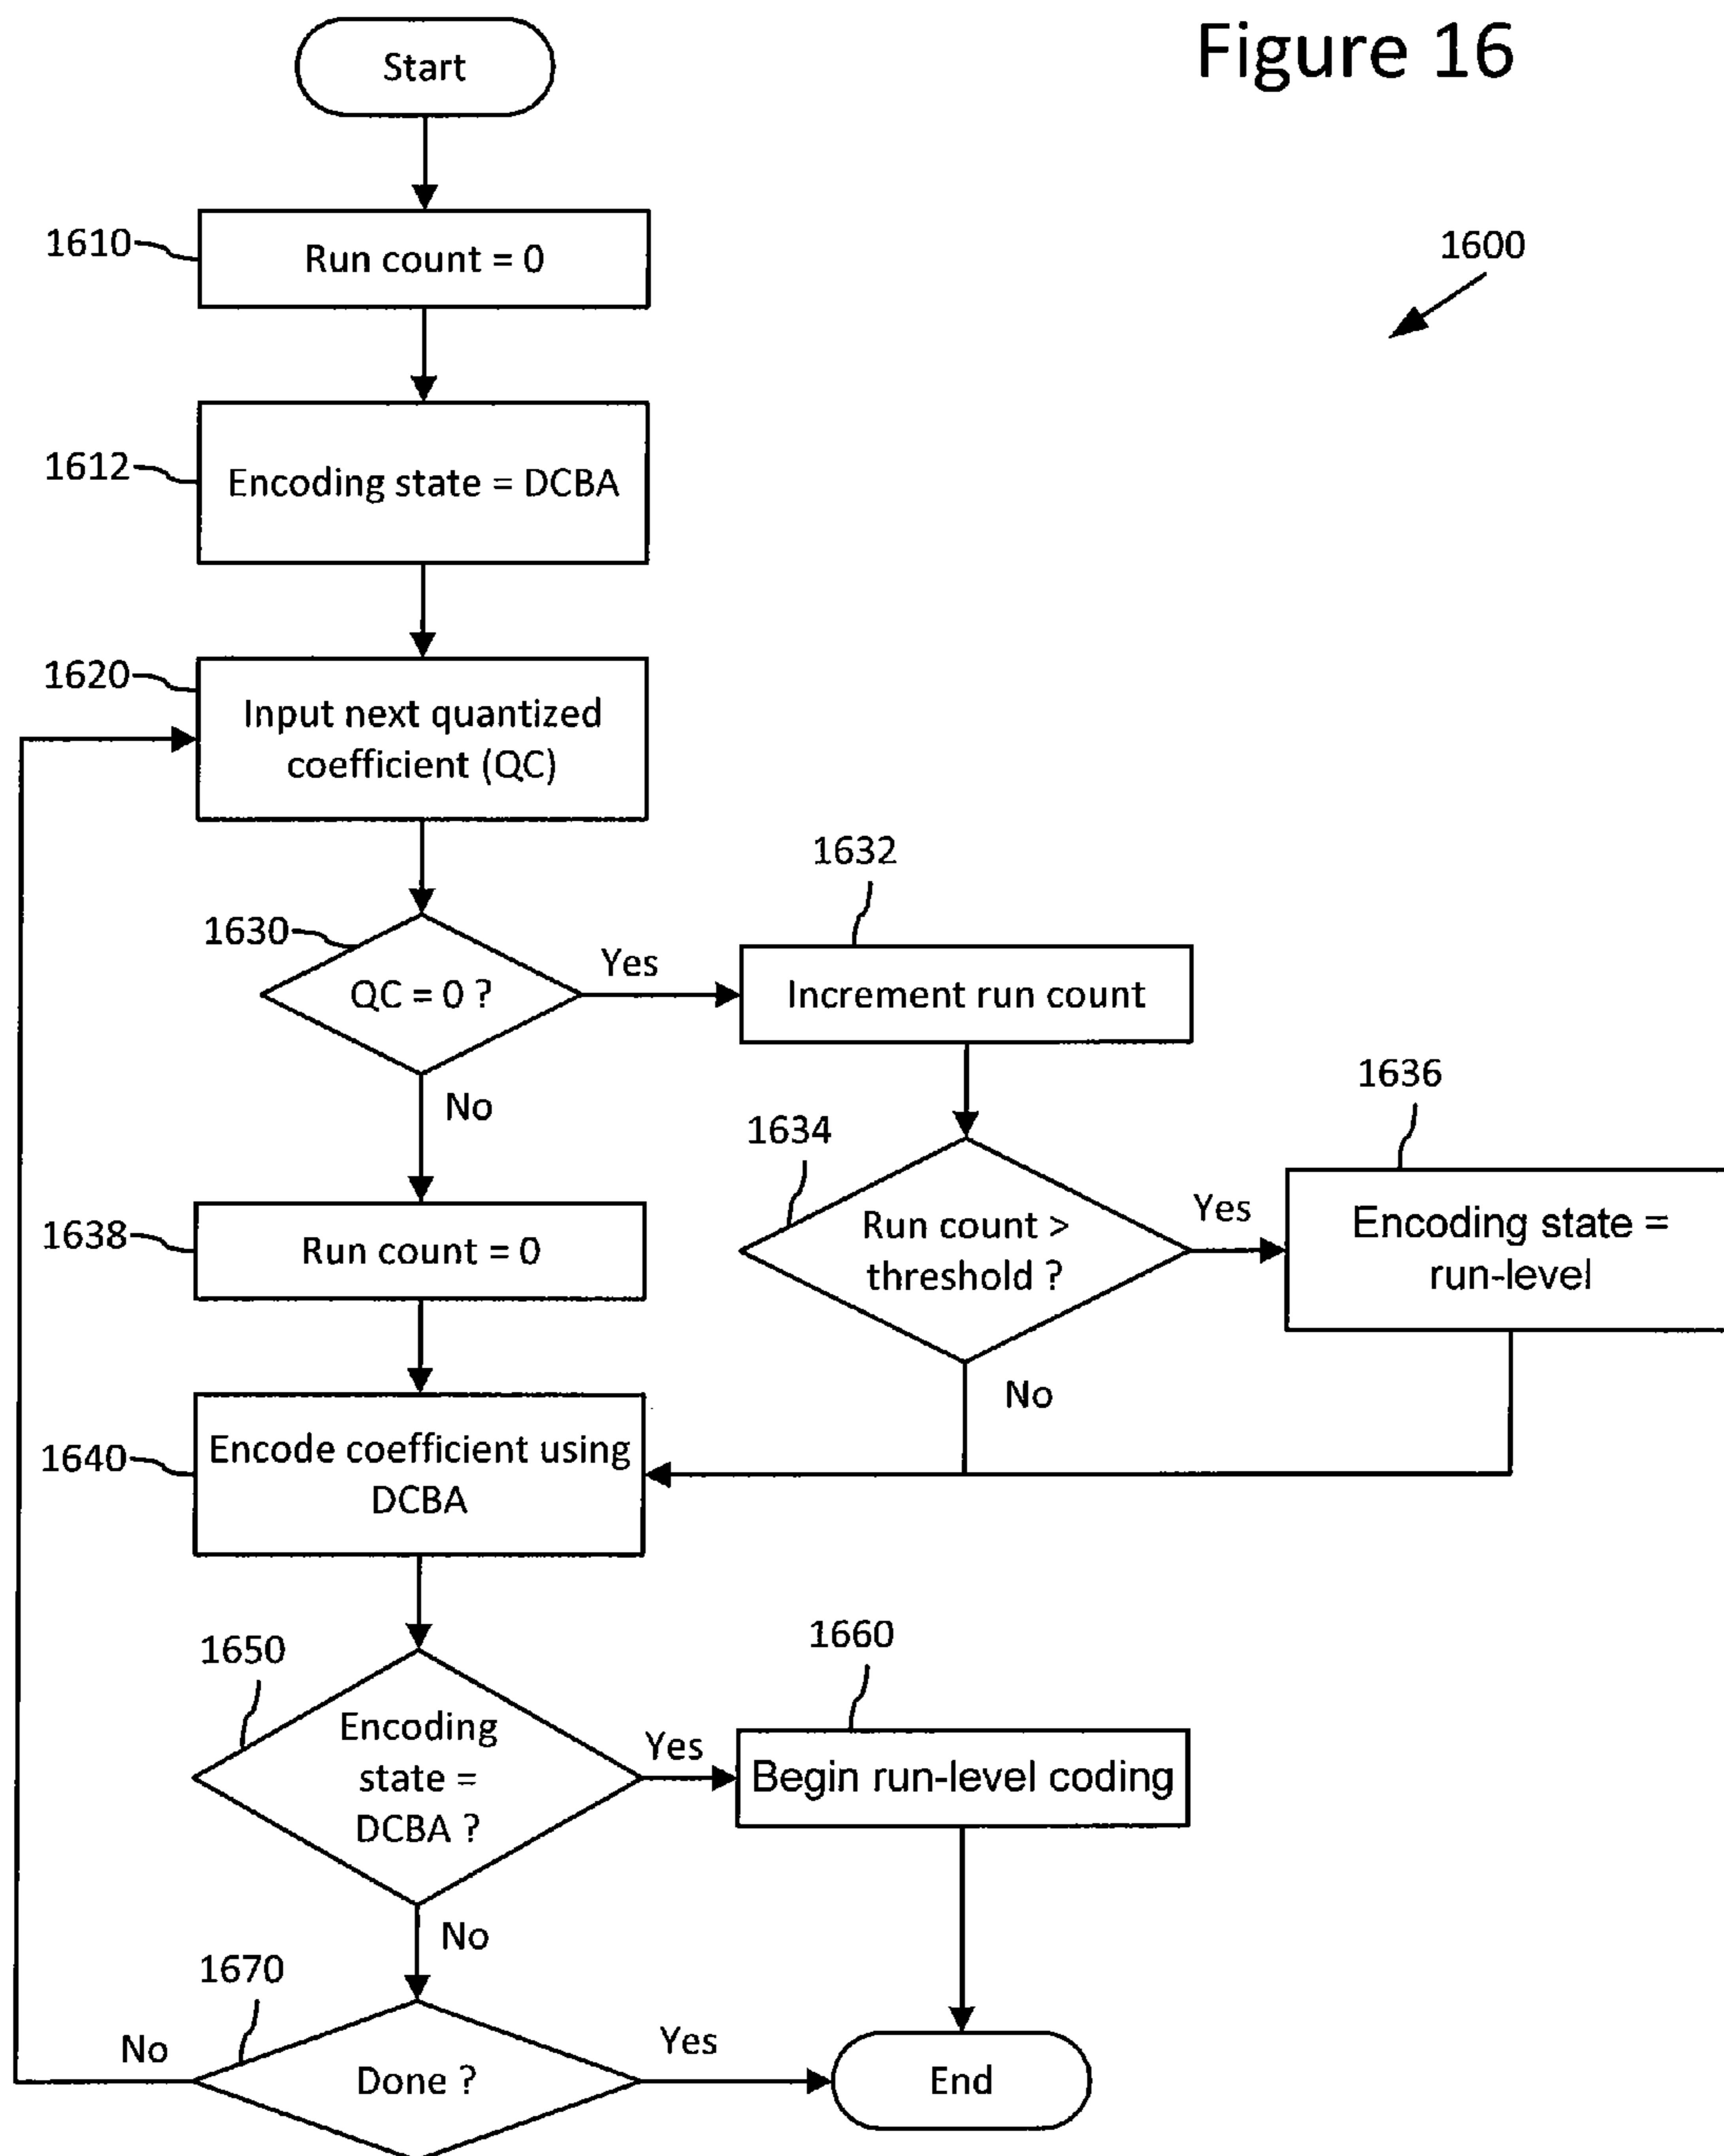 Figure 16
Start
1610
Run count = 0
1600
1612
Encoding state = DCBA
1620
Input next quantized
coefficient (QC)
1632
1630
QC = 0 ?
Yes
Increment run count
No
1636
1634
1638
Run count = 0
Run count >
threshold ?
Yes
Encoding state =
run-level
No
1640
Encode coefficient using
DCBA
1650
1660
Encoding
state =
DCBA ?
Yes
Begin run-level coding
No
1670
No
Done ?
Yes
End